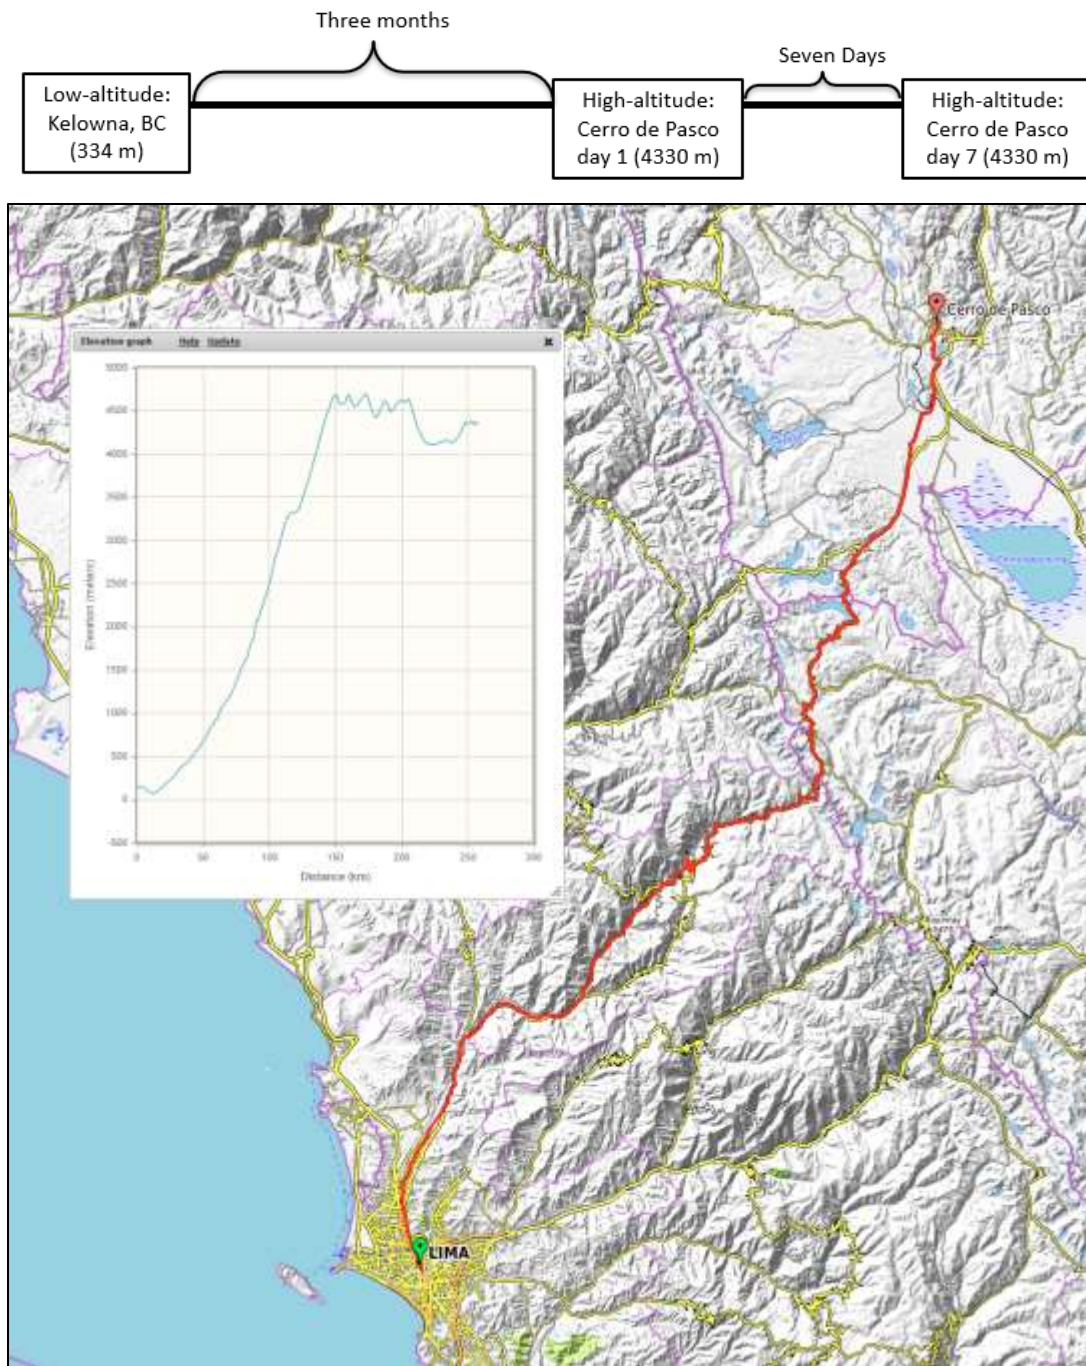 Three months
Seven Days
Low-altitude:
Kelowna, BC
(334 m)
High-altitude:
Cerro de Pasco
day 1 (4330 m)
High-altitude:
Cerro de Pasco
day 7 (4330 m)
Cerro de Pasco
Elevation graph Help Update
5000
4500
4000
3500
3000
2500
2000
1500
1000
500
0
-500
Elevation (meters)
0 50 100 150 200 250 300
Distance (km)
LIMA